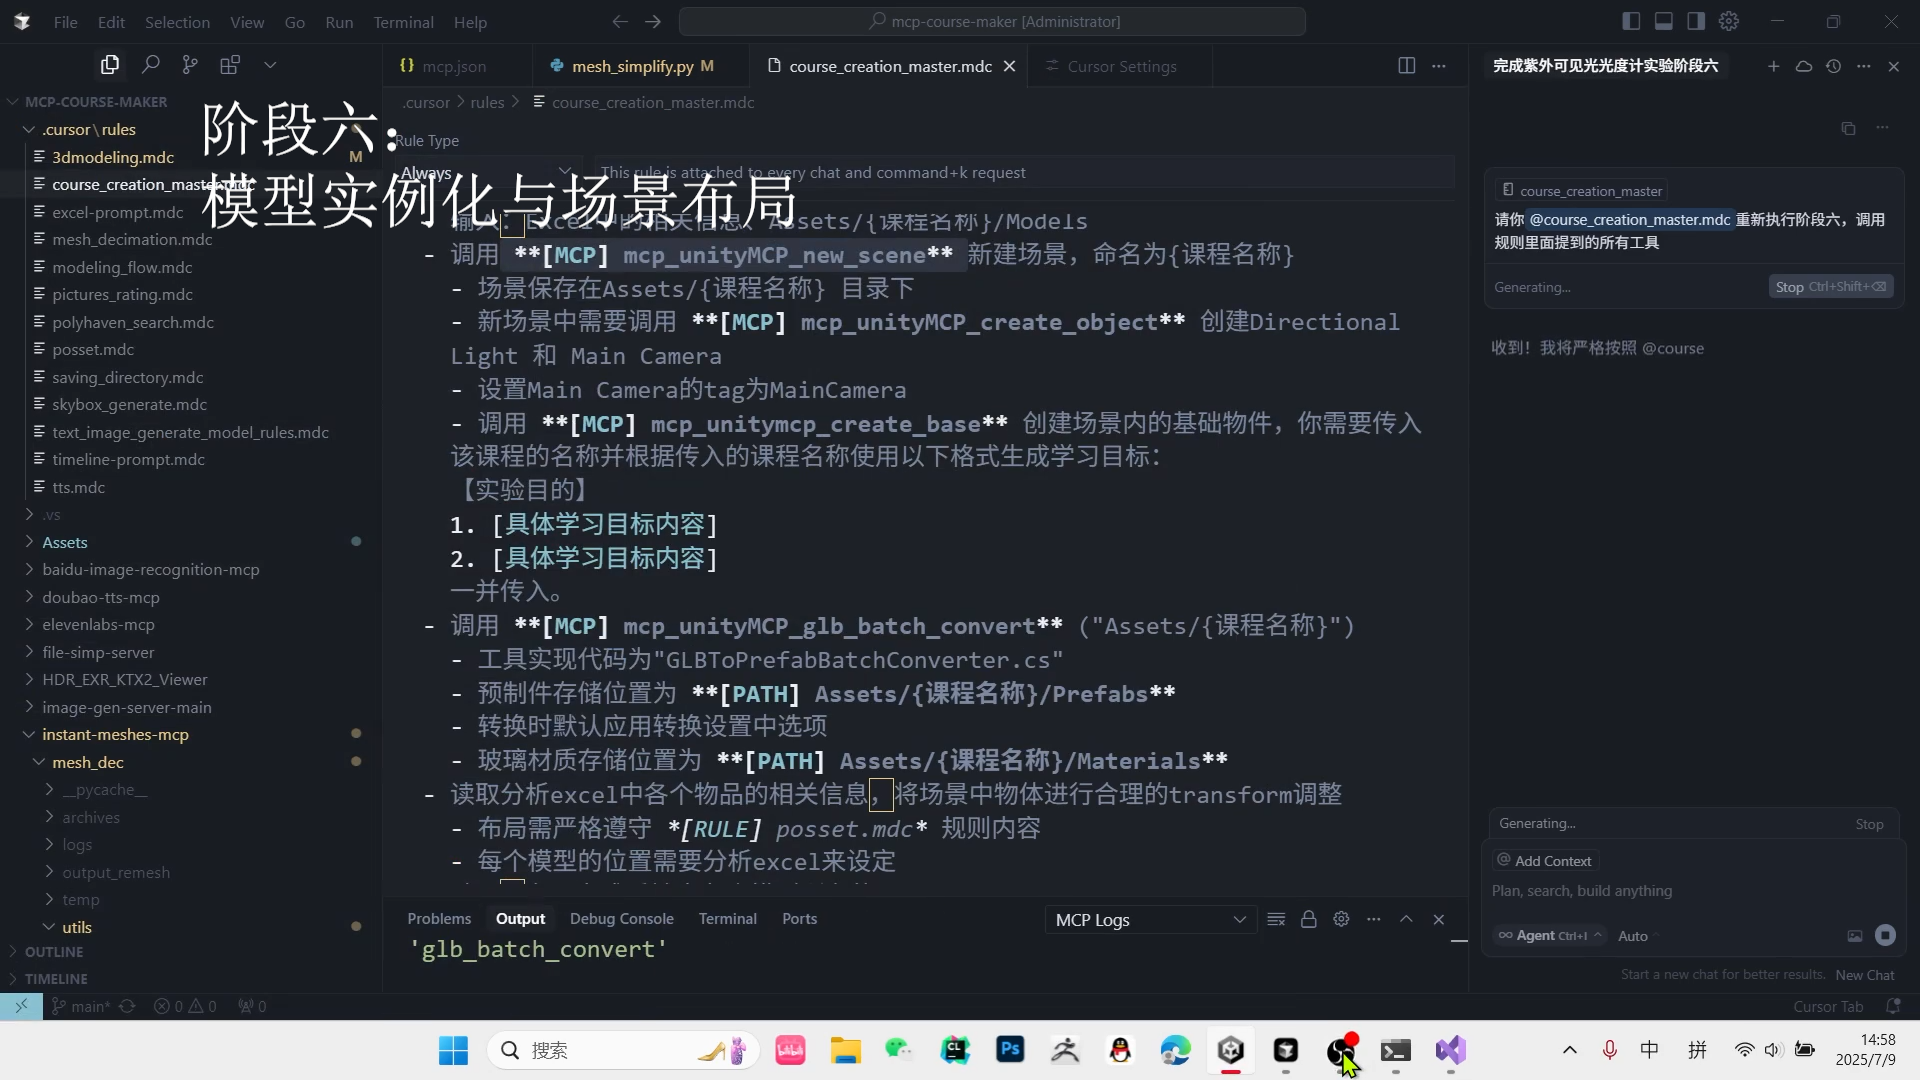 File Edit Selection View Go Run Terminal Help
mcp-course-maker [Administrator]
mcp.json
mesh_simplify.py M
course_creation_master.mdc
Cursor Settings
完成紫外可见光光度计实验阶段六
MCP-COURSE-MAKER
.cursor\rules
3dmodeling.mdc M
course_creation_master.mdc
excel-prompt.mdc
mesh_decimation.mdc
modeling_flow.mdc
pictures_rating.mdc
polyhaven_search.mdc
posset.mdc
saving_directory.mdc
skybox_generate.mdc
text_image_generate_model_rules.mdc
timeline-prompt.mdc
tts.mdc
.vs
Assets
baidu-image-recognition-mcp
doubao-tts-mcp
elevenlabs-mcp
file-simp-server
HDR_EXR_KTX2_Viewer
image-gen-server-main
instant-meshes-mcp
mesh_dec
__pycache__
archives
logs
output_remesh
temp
utils
OUTLINE
TIMELINE
阶段六：
模型实例化与场景布局
.cursor > rules > course_creation_master.mdc
Rule Type
Always
This rule is attached to every chat and command+k request
输入：Excel中的相关信息、Assets/{课程名称}/Models
- 调用 **[MCP] mcp_unityMCP_new_scene** 新建场景，命名为{课程名称}
- 场景保存在Assets/{课程名称} 目录下
- 新场景中需要调用 **[MCP] mcp_unityMCP_create_object** 创建Directional
Light 和 Main Camera
- 设置Main Camera的tag为MainCamera
- 调用 **[MCP] mcp_unitymcp_create_base** 创建场景内的基础物件，你需要传入
该课程的名称并根据传入的课程名称使用以下格式生成学习目标：
【实验目的】
1. [具体学习目标内容]
2. [具体学习目标内容]
一并传入。
- 调用 **[MCP] mcp_unityMCP_glb_batch_convert** ("Assets/{课程名称}")
- 工具实现代码为"GLBToPrefabBatchConverter.cs"
- 预制件存储位置为 **[PATH] Assets/{课程名称}/Prefabs**
- 转换时默认应用转换设置中选项
- 玻璃材质存储位置为 **[PATH] Assets/{课程名称}/Materials**
- 读取分析excel中各个物品的相关信息，将场景中物体进行合理的transform调整
- 布局需严格遵守 *[RULE] posset.mdc* 规则内容
- 每个模型的位置需要分析excel来设定
Problems Output Debug Console Terminal Ports
MCP Logs
'glb_batch_convert'
course_creation_master
请你 @course_creation_master.mdc 重新执行阶段六，调用
规则里面提到的所有工具
Generating...
Stop Ctrl+Shift+⌫
收到！我将严格按照 @course
Generating...
Stop
@ Add Context
Plan, search, build anything
∞ Agent Ctrl+I
Auto
Start a new chat for better results. New Chat
main*
0 0
0
Cursor Tab
搜索
CL
Ps
中
拼
14:58
2025/7/9